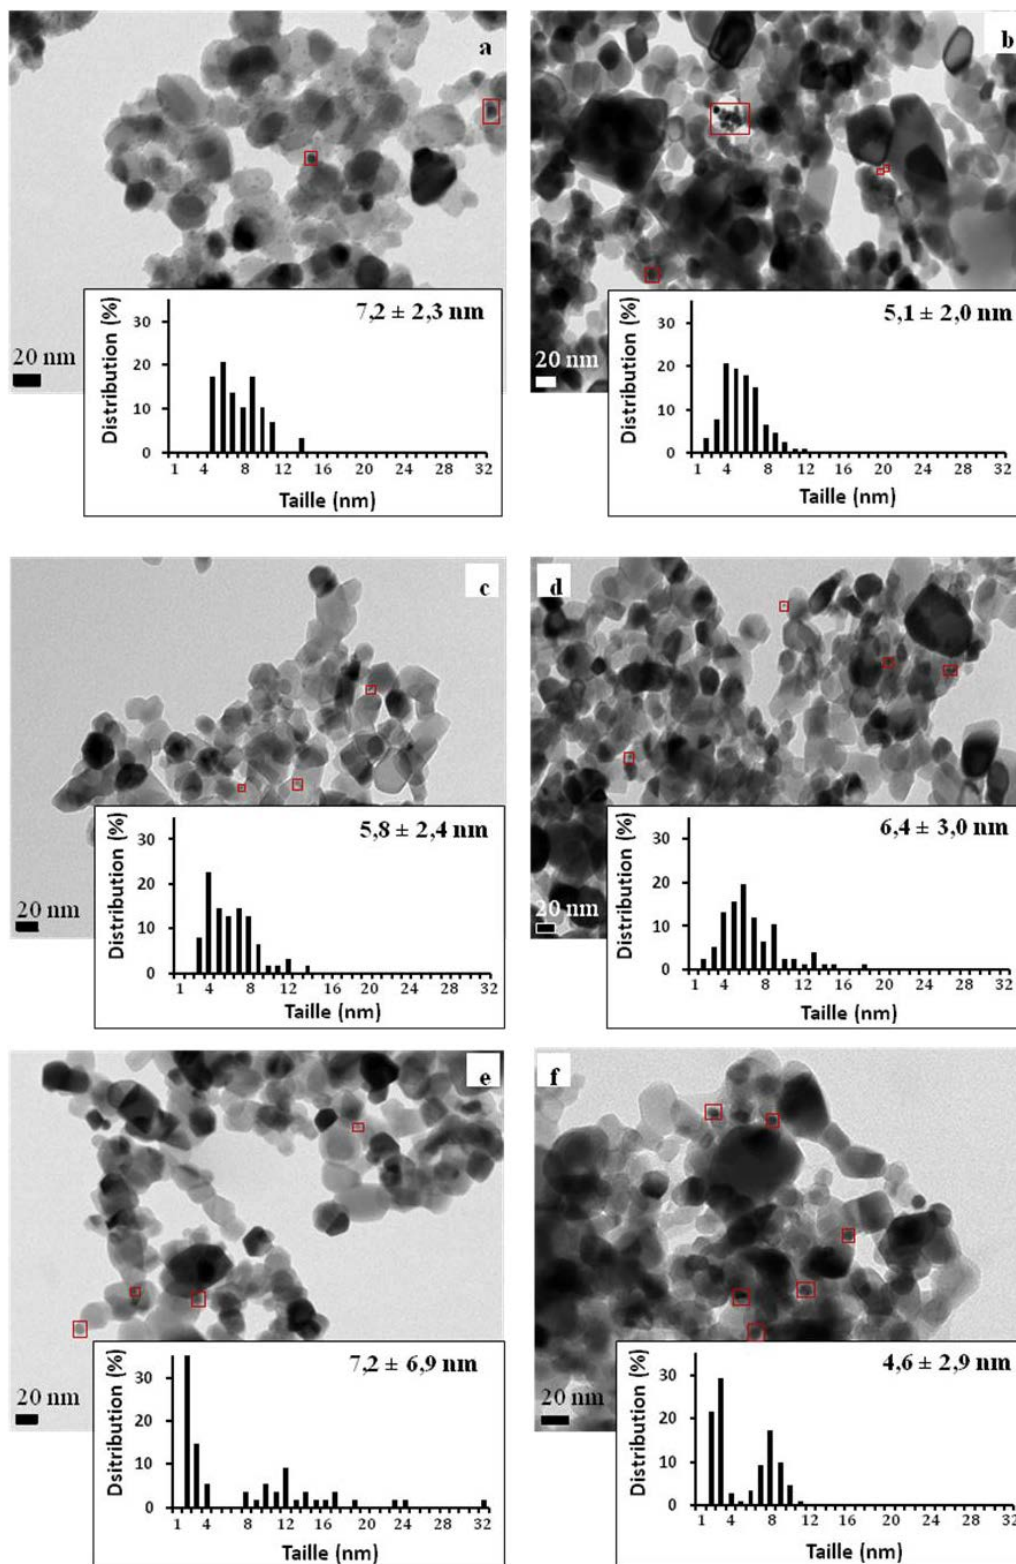 a
20 nm
7,2 ± 2,3 nm
Distribution (%)
30
20
10
0
1 4 8 12 16 20 24 28 32
Taille (nm)
b
20 nm
5,1 ± 2,0 nm
Distribution (%)
30
20
10
0
1 4 8 12 16 20 24 28 32
Taille (nm)
c
20 nm
5,8 ± 2,4 nm
Distribution (%)
30
20
10
0
1 4 8 12 16 20 24 28 32
Taille (nm)
d
20 nm
6,4 ± 3,0 nm
Distribution (%)
30
20
10
0
1 4 8 12 16 20 24 28 32
Taille (nm)
e
20 nm
7,2 ± 6,9 nm
Dsitribution (%)
30
20
10
0
1 4 8 12 16 20 24 28 32
Taille (nm)
f
20 nm
4,6 ± 2,9 nm
Distribution (%)
30
20
10
0
1 4 8 12 16 20 24 28 32
Taille (nm)